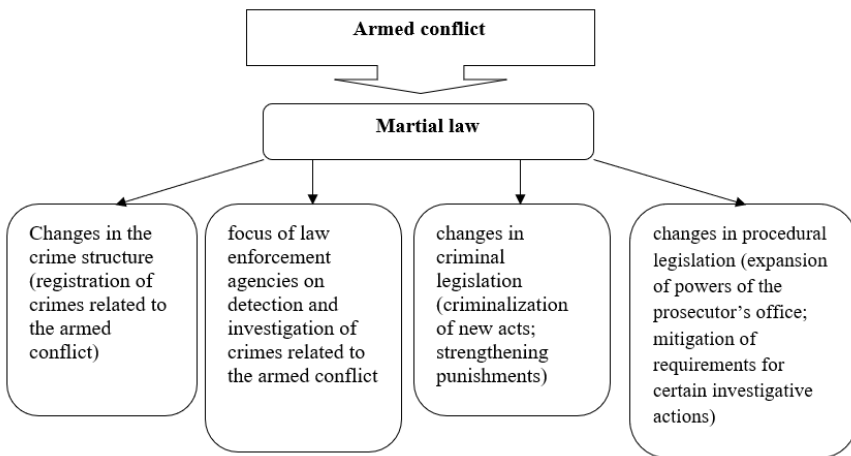 Armed conflict
Martial law
Changes in the
crime structure
(registration of
crimes related to
the armed
conflict)
focus of law
enforcement
agencies on
detection and
investigation of
crimes related to
the armed conflict
changes in
criminal
legislation
(criminalization
of new acts;
strengthening
punishments)
changes in procedural
legislation (expansion
of powers of the
prosecutor’s office;
mitigation of
requirements for
certain investigative
actions)